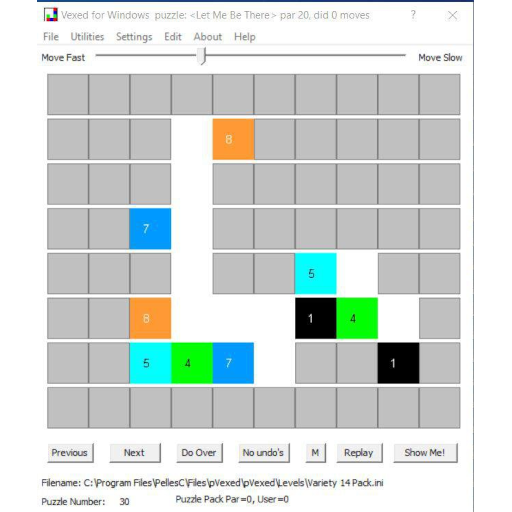 Vexed for Windows puzzle: <Let Me Be There> par 20, did 0 moves ?
File Utilities Settings Edit About Help
Move Fast Move Slow
8
7
5
8 1 4
5 4 7 1
Previous Next Do Over No undo's M Replay Show Me!
Filename: C:\Program Files\PellesC\Files\pVexed\pVexed\Levels\Variety 14 Pack.ini
Puzzle Number: 30 Puzzle Pack Par=0, User=0